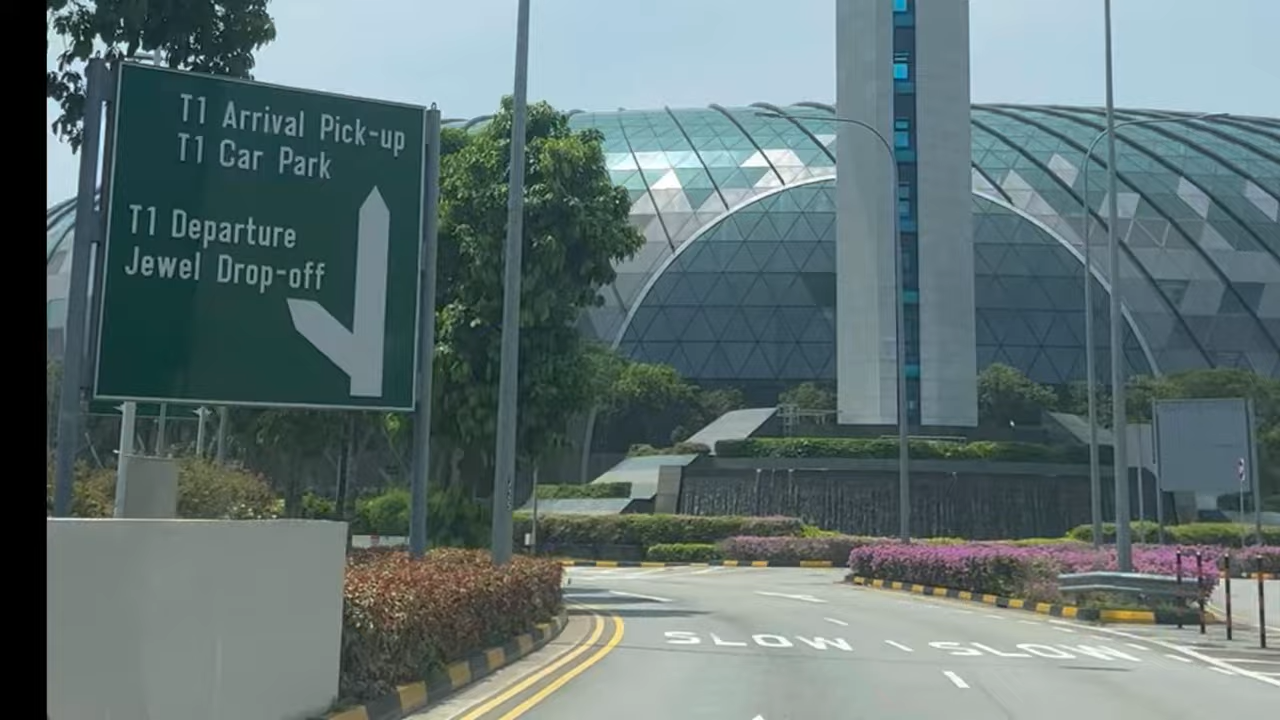 T1 Arrival Pick-up
T1 Car Park
T1 Departure
Jewel Drop-off
SLOW SLOW